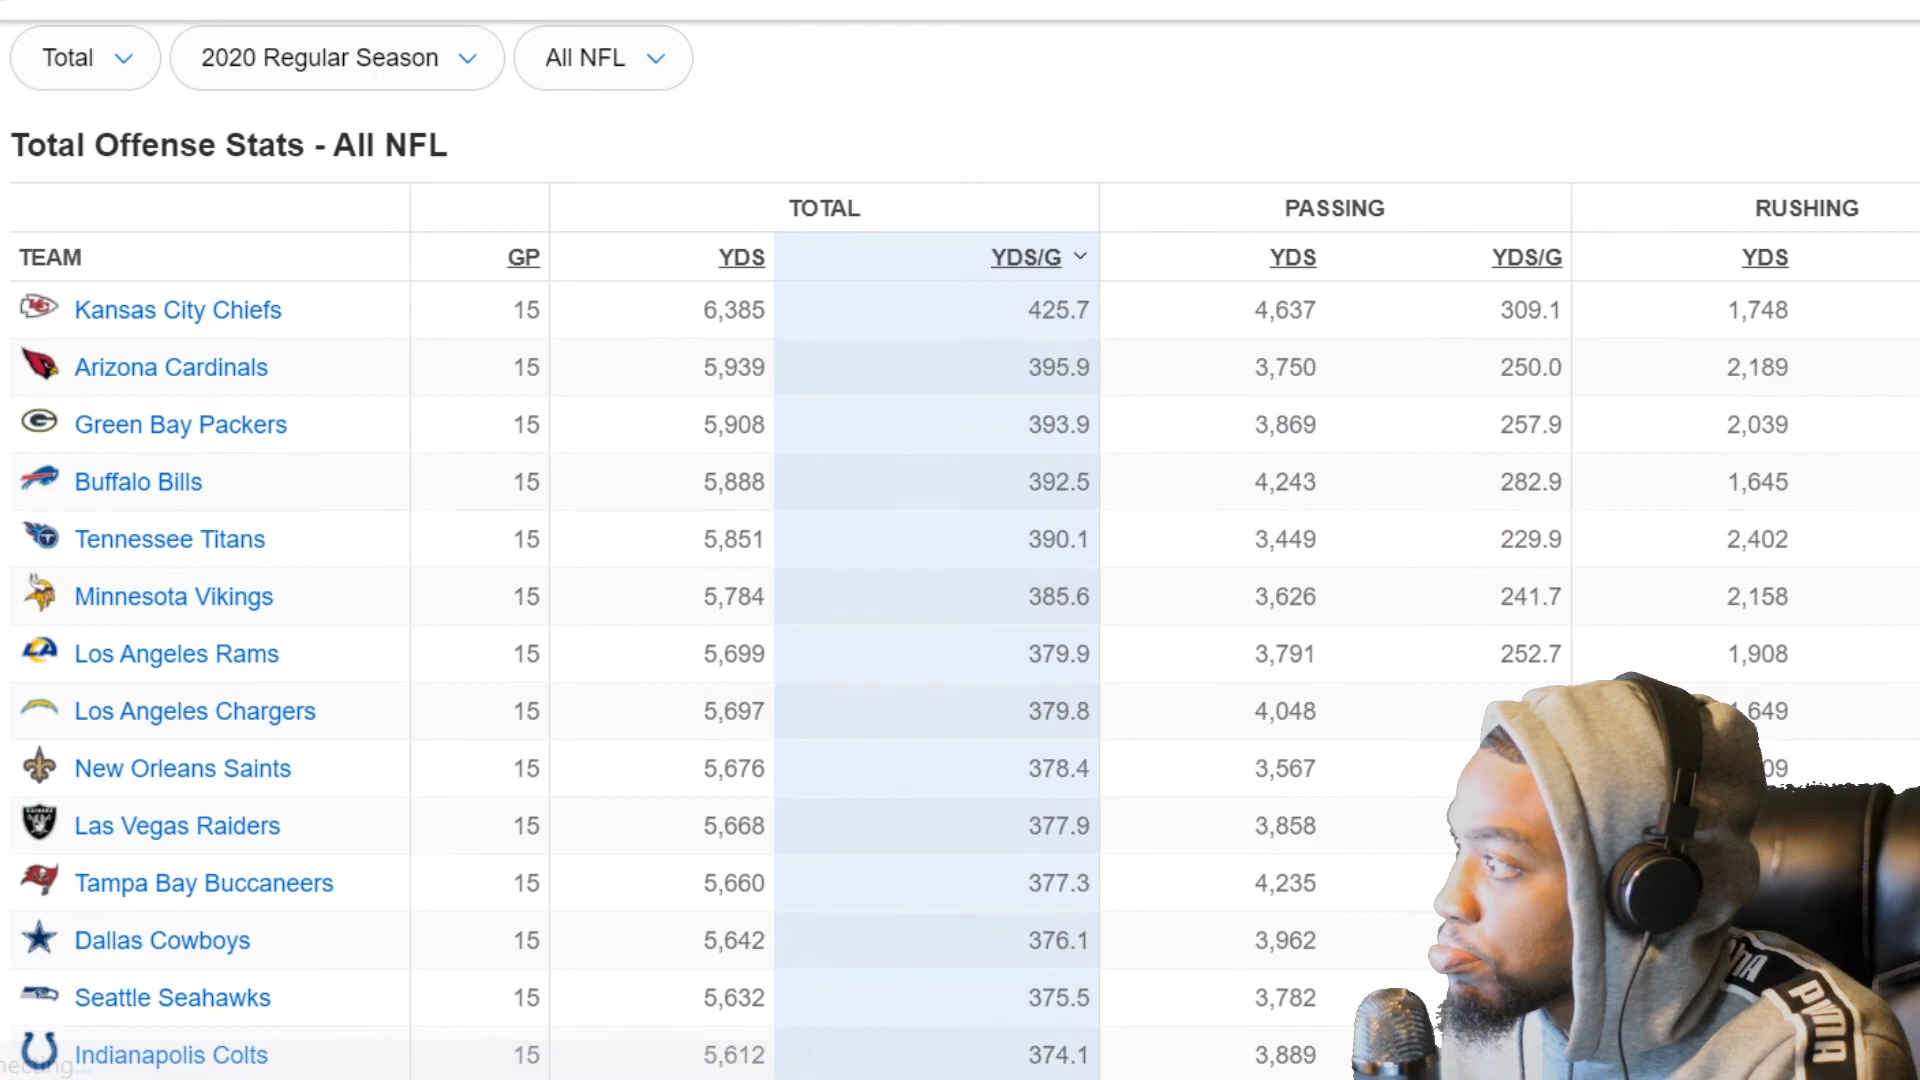 Total 2020 Regular Season All NFL
Total Offense Stats - All NFL
TOTAL PASSING RUSHING
TEAM GP YDS YDS/G YDS YDS/G YDS
Kansas City Chiefs 15 6,385 425.7 4,637 309.1 1,748
Arizona Cardinals 15 5,939 395.9 3,750 250.0 2,189
Green Bay Packers 15 5,908 393.9 3,869 257.9 2,039
Buffalo Bills 15 5,888 392.5 4,243 282.9 1,645
Tennessee Titans 15 5,851 390.1 3,449 229.9 2,402
Minnesota Vikings 15 5,784 385.6 3,626 241.7 2,158
Los Angeles Rams 15 5,699 379.9 3,791 252.7 1,908
Los Angeles Chargers 15 5,697 379.8 4,048
New Orleans Saints 15 5,676 378.4 3,567
Las Vegas Raiders 15 5,668 377.9 3,858
Tampa Bay Buccaneers 15 5,660 377.3 4,235
Dallas Cowboys 15 5,642 376.1 3,962
Seattle Seahawks 15 5,632 375.5 3,782
Indianapolis Colts 15 5,612 374.1 3,889